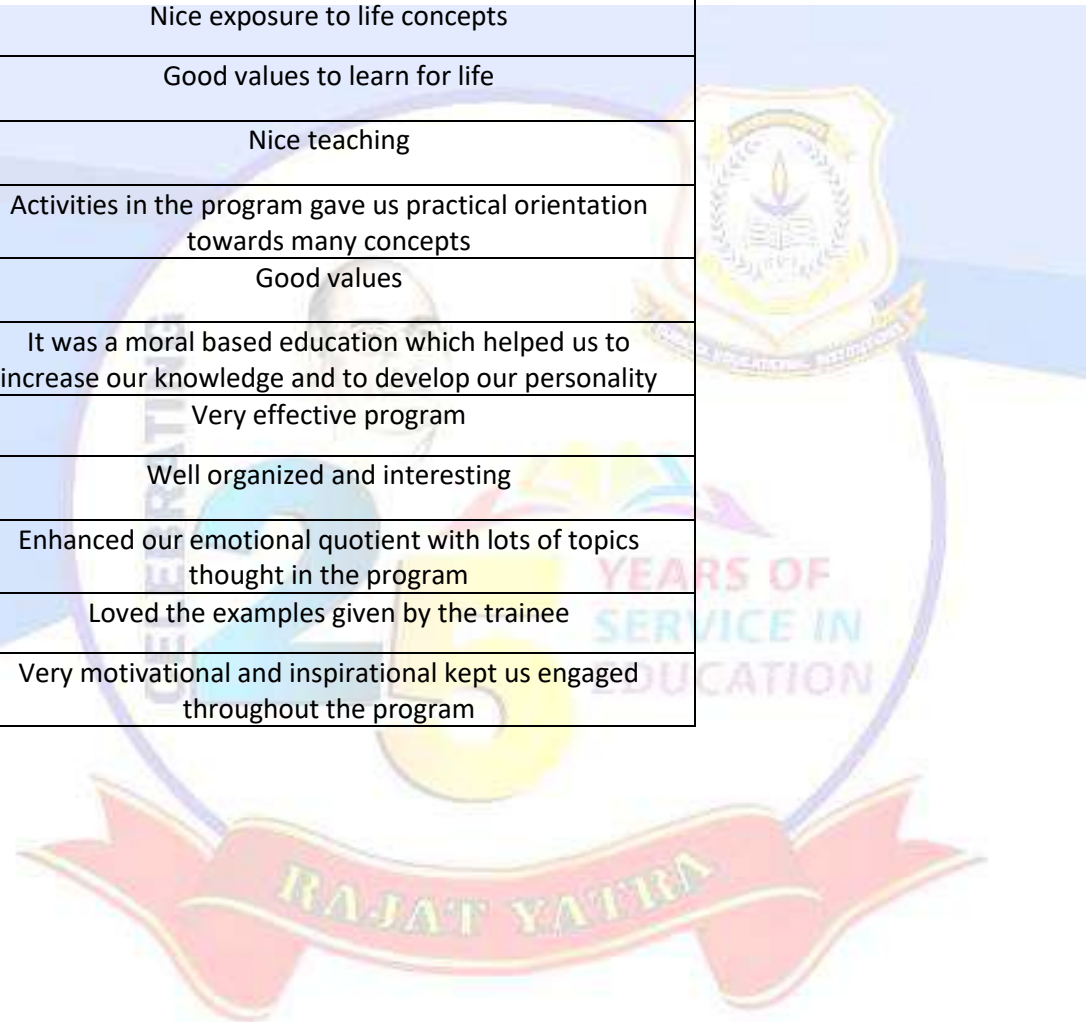 Nice exposure to life concepts
Good values to learn for life
Nice teaching
Activities in the program gave us practical orientation
towards many concepts
Good values
It was a moral based education which helped us to
increase our knowledge and to develop our personality
Very effective program
Well organized and interesting
Enhanced our emotional quotient with lots of topics
thought in the program
Loved the examples given by the trainee
Very motivational and inspirational kept us engaged
throughout the program
CELEBRATING
25
YEARS OF
SERVICE IN
EDUCATION
RAJAT YATRA